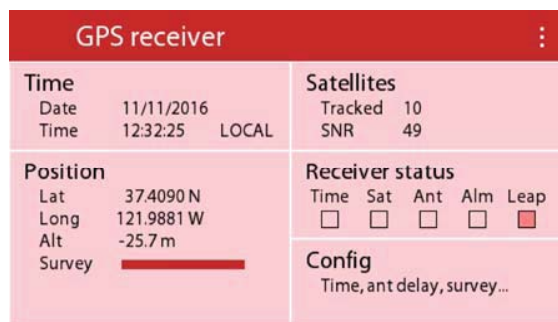 GPS receiver
Time
Date 11/11/2016
Time 12:32:25 LOCAL
Satellites
Tracked 10
SNR 49
Position
Lat 37.4090 N
Long 121.9881 W
Alt -25.7 m
Survey
Receiver status
Time Sat Ant Alm Leap
Config
Time, ant delay, survey...